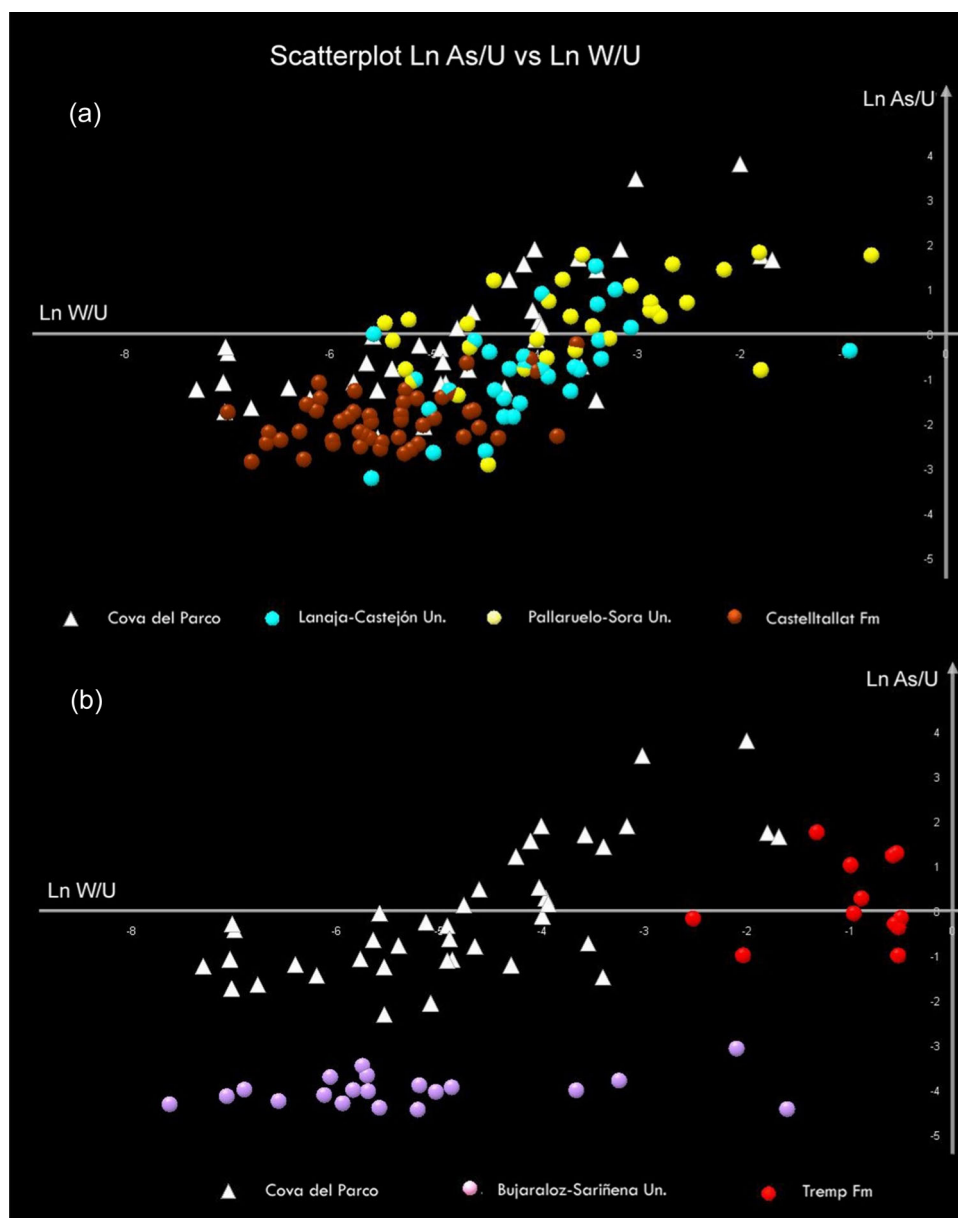 Scatterplot Ln As/U vs Ln W/U
(a)
Ln As/U
4
3
2
1
0
Ln W/U
-8 -6 -5 -4 -3 -2 -1 0
-1
-2
-3
-4
-5
Cova del Parco Lanaja-Castejón Un. Pallaruelo-Sora Un. Castelltallat Fm
(b)
Ln As/U
4
3
2
1
0
Ln W/U
-8 -6 -5 -4 -3 -2 -1 0
-1
-2
-3
-4
-5
Cova del Parco Bujaraloz-Sariñena Un. Tremp Fm